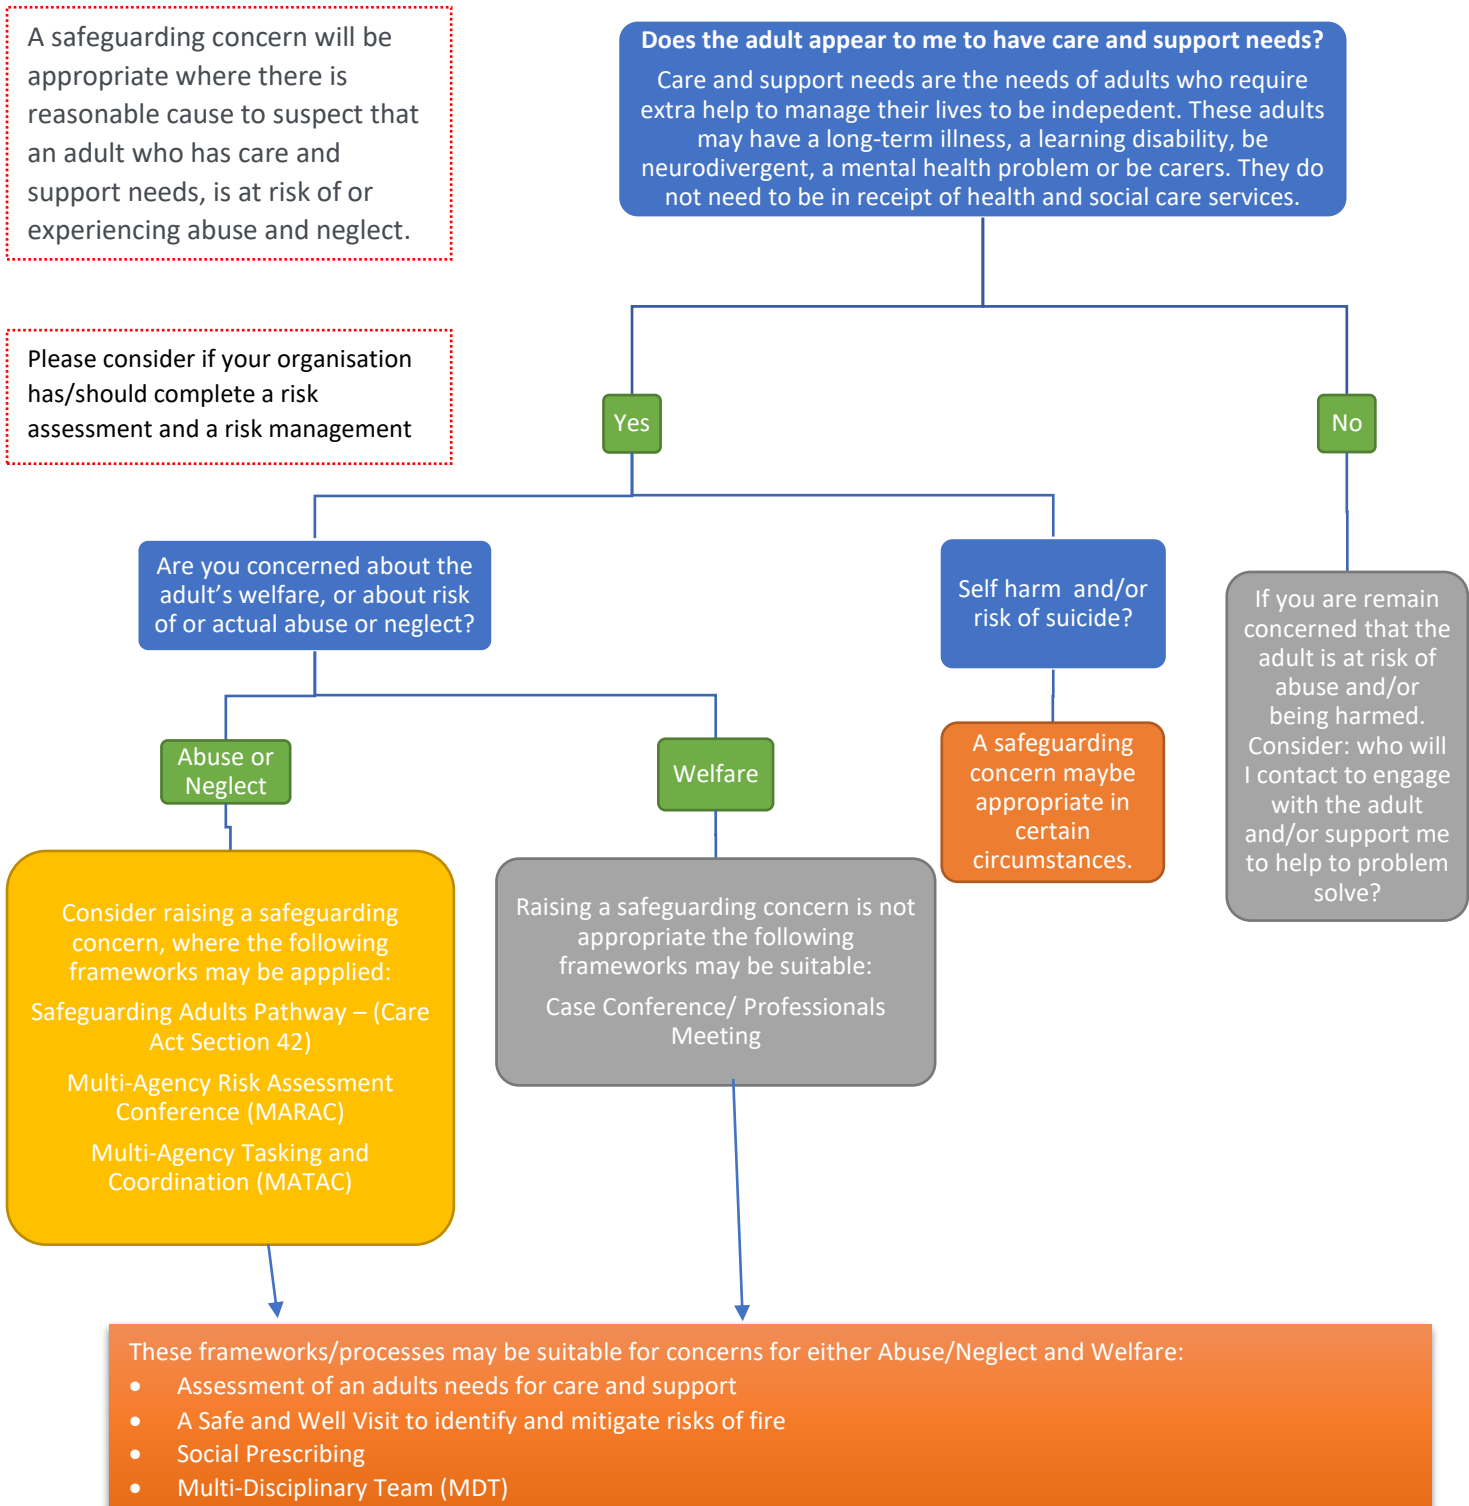 A safeguarding concern will be
appropriate where there is
reasonable cause to suspect that
an adult who has care and
support needs, is at risk of or
experiencing abuse and neglect.
Please consider if your organisation
has/should complete a risk
assessment and a risk management
Does the adult appear to me to have care and support needs?
Care and support needs are the needs of adults who require
extra help to manage their lives to be indepedent. These adults
may have a long-term illness, a learning disability, be
neurodivergent, a mental health problem or be carers. They do
not need to be in receipt of health and social care services.
Yes
No
Are you concerned about the
adult's welfare, or about risk
of or actual abuse or neglect?
Self harm and/or
risk of suicide?
If you are remain
concerned that the
adult is at risk of
abuse and/or
being harmed.
Consider: who will
I contact to engage
with the adult
and/or support me
to help to problem
solve?
Abuse or
Neglect
Welfare
A safeguarding
concern maybe
appropriate in
certain
circumstances.
Consider raising a safeguarding
concern, where the following
frameworks may be appplied:
Safeguarding Adults Pathway – (Care
Act Section 42)
Multi-Agency Risk Assessment
Conference (MARAC)
Multi-Agency Tasking and
Coordination (MATAC)
Raising a safeguarding concern is not
appropriate the following
frameworks may be suitable:
Case Conference/ Professionals
Meeting
These frameworks/processes may be suitable for concerns for either Abuse/Neglect and Welfare:
• Assessment of an adults needs for care and support
• A Safe and Well Visit to identify and mitigate risks of fire
• Social Prescribing
• Multi-Disciplinary Team (MDT)